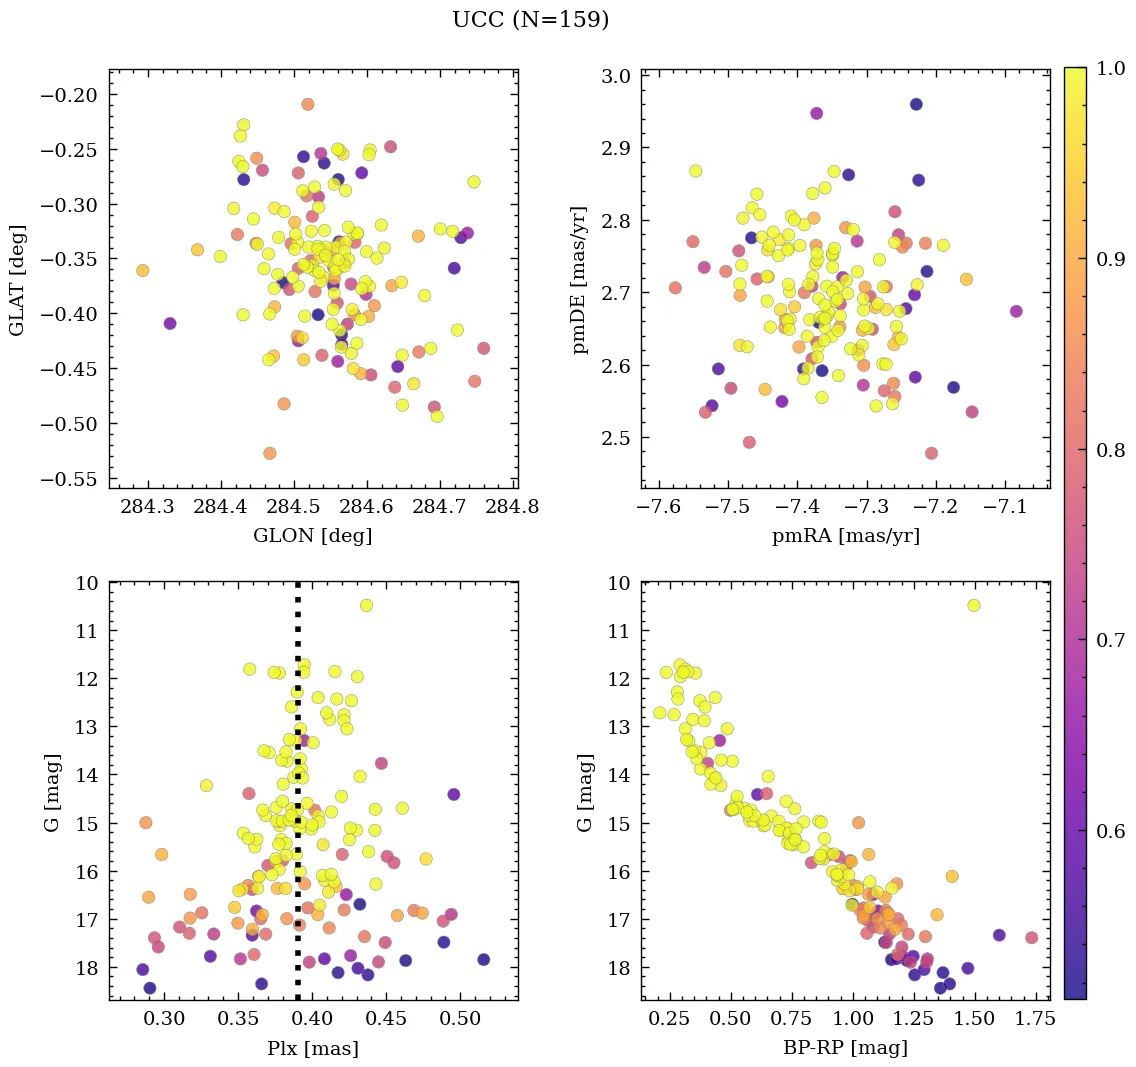 UCC (N=159)
−0.20
−0.25
−0.30
−0.35
−0.40
−0.45
−0.50
−0.55
GLAT [deg]
284.3 284.4 284.5 284.6 284.7 284.8
GLON [deg]
3.0
2.9
2.8
2.7
2.6
2.5
pmDE [mas/yr]
−7.6 −7.5 −7.4 −7.3 −7.2 −7.1
pmRA [mas/yr]
10
11
12
13
14
15
16
17
18
G [mag]
0.30 0.35 0.40 0.45 0.50
Plx [mas]
10
11
12
13
14
15
16
17
18
G [mag]
0.25 0.50 0.75 1.00 1.25 1.50 1.75
BP-RP [mag]
1.0
0.9
0.8
0.7
0.6